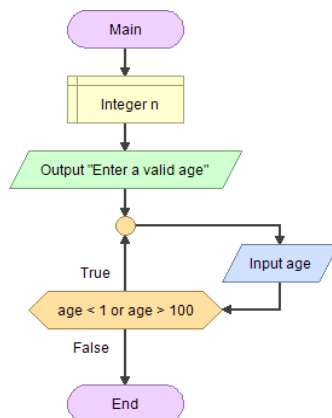 Main
Integer n
Output "Enter a valid age"
Input age
True
age < 1 or age > 100
False
End